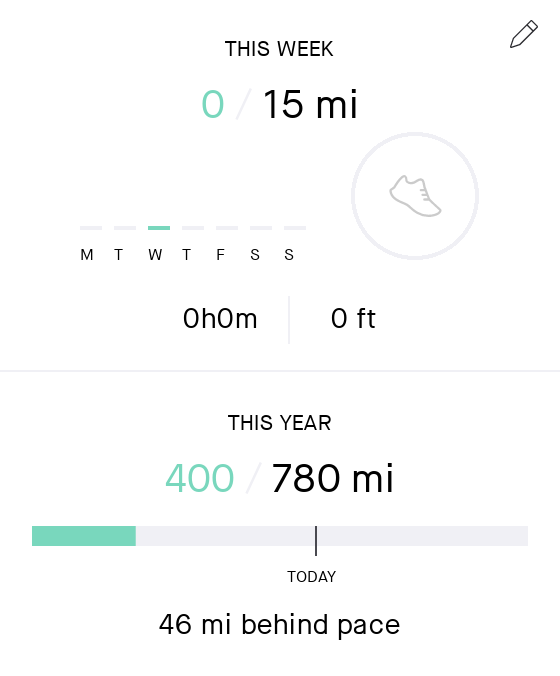 THIS WEEK
0 / 15 mi
M T W T F S S
0h0m 0 ft
THIS YEAR
400 / 780 mi
TODAY
46 mi behind pace